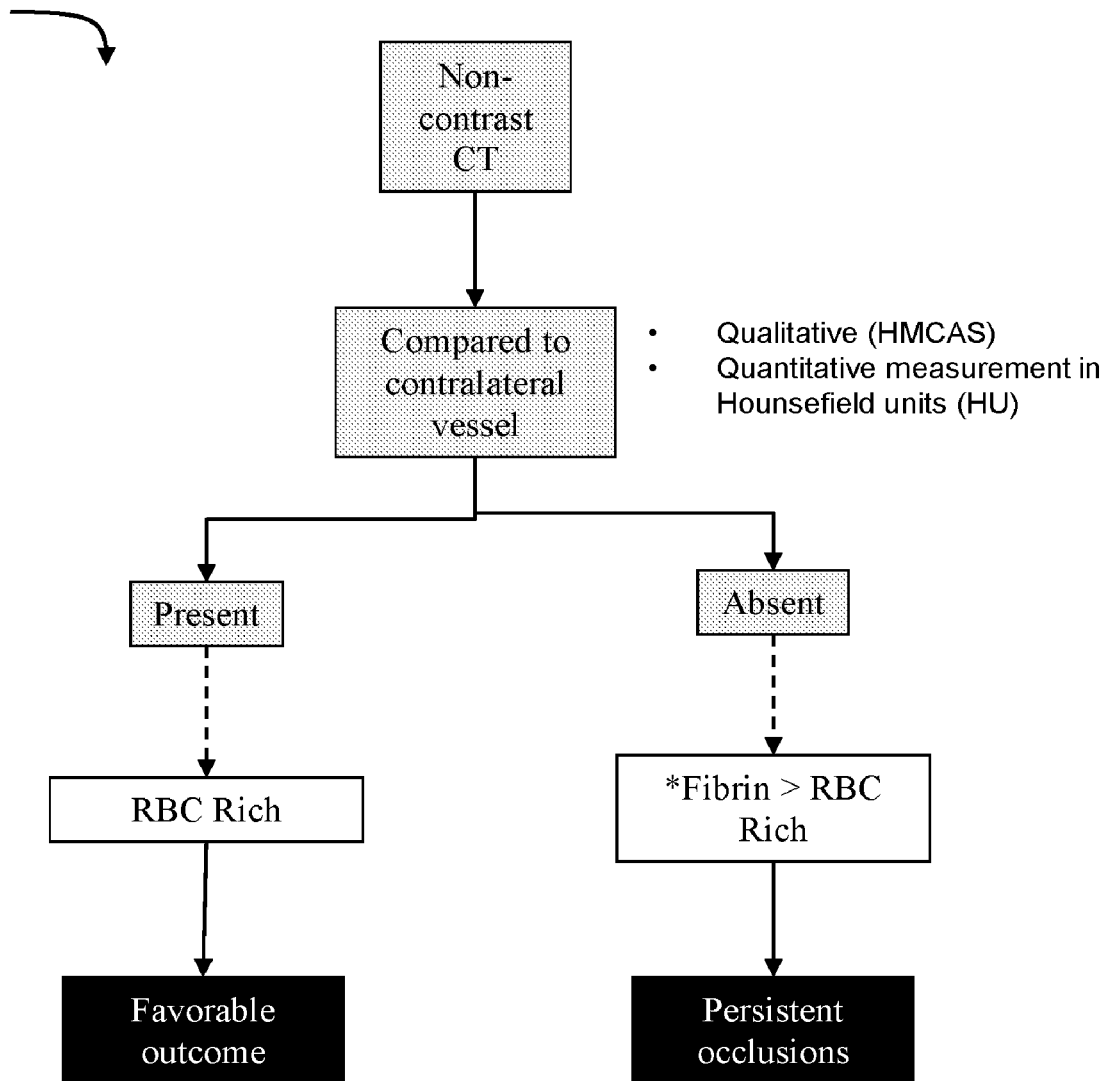 Non-
contrast
CT
Compared to
contralateral
vessel
• Qualitative (HMCAS)
• Quantitative measurement in
Hounsefield units (HU)
Present
Absent
RBC Rich
*Fibrin > RBC
Rich
Favorable
outcome
Persistent
occlusions